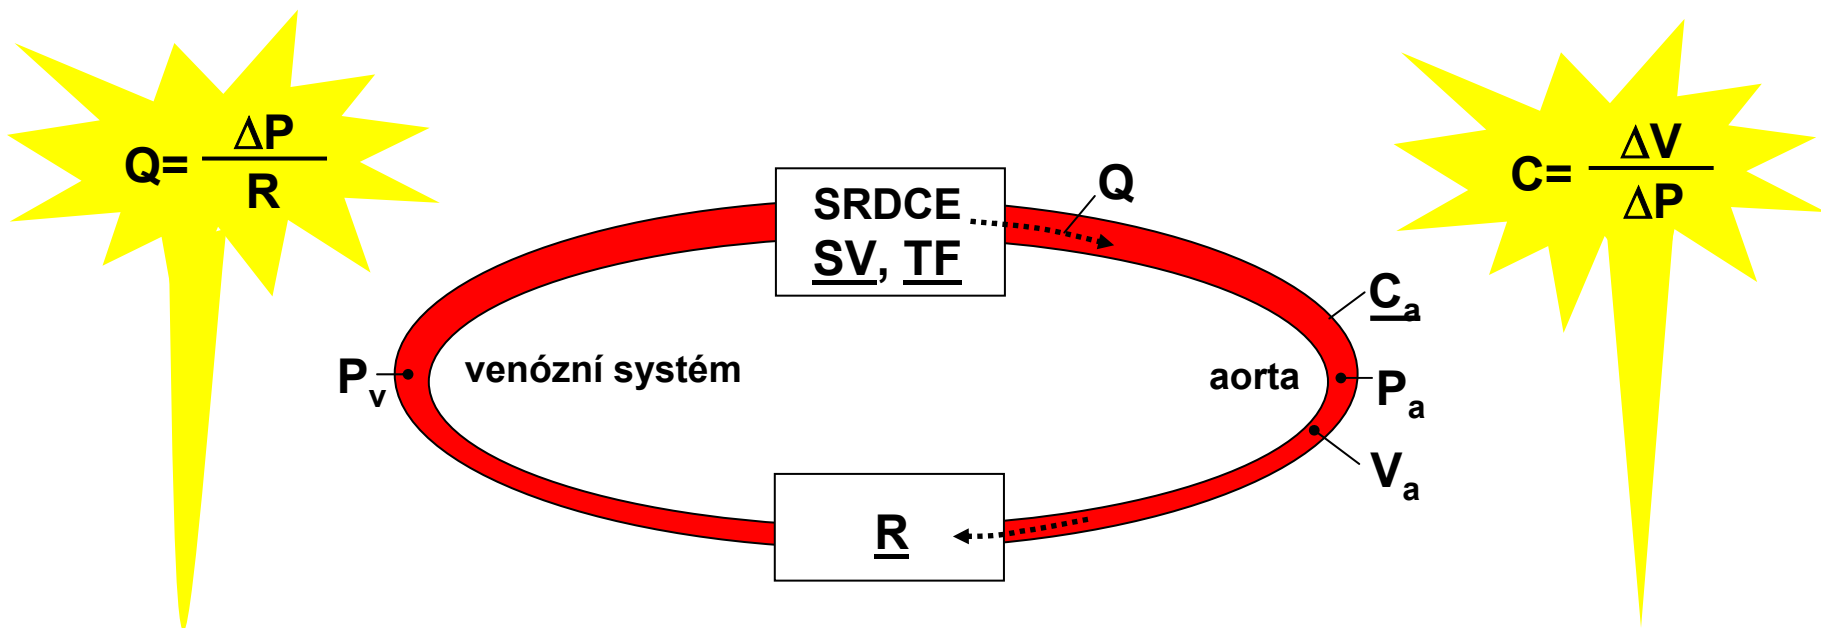 Q= ΔP
R
C= ΔV
ΔP
SRDCE
SV, TF
Q
Ca
Pv
venózní systém
aorta
Pa
Va
R